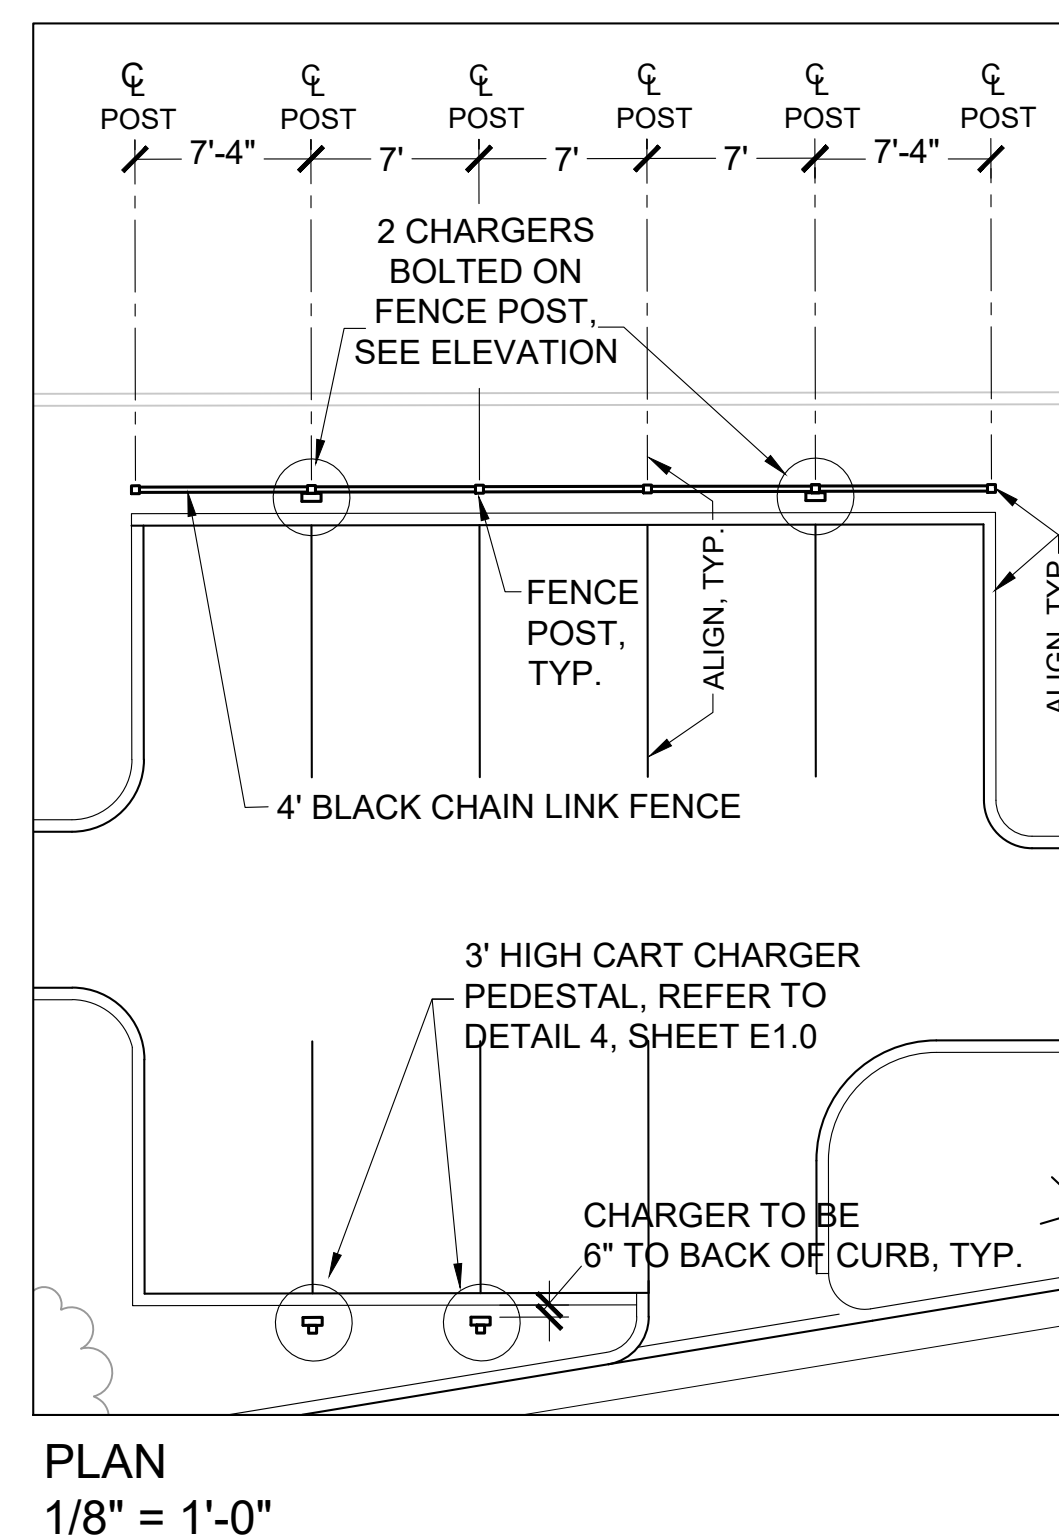 ℄ ℄ ℄ ℄ ℄ ℄
POST POST POST POST POST POST
7'-4" 7' 7' 7' 7'-4"
2 CHARGERS
BOLTED ON
FENCE POST,
SEE ELEVATION
FENCE
POST,
TYP.
ALIGN, TYP.
ALIGN, TYP.
4' BLACK CHAIN LINK FENCE
3' HIGH CART CHARGER
PEDESTAL, REFER TO
DETAIL 4, SHEET E1.0
CHARGER TO BE
6" TO BACK OF CURB, TYP.
PLAN
1/8" = 1'-0"